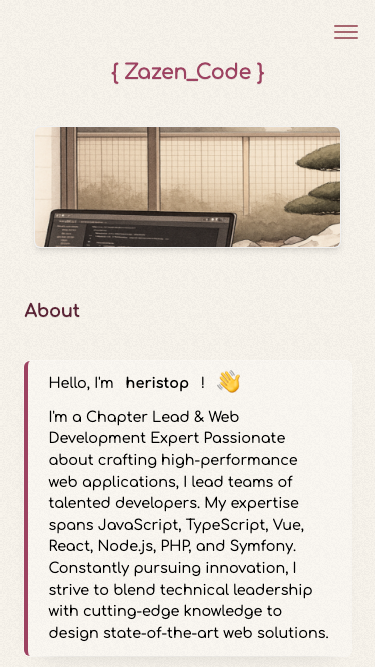 { Zazen_Code }
About
Hello, I'm heristop ! 👋
I'm a Chapter Lead & Web
Development Expert Passionate
about crafting high-performance
web applications, I lead teams of
talented developers. My expertise
spans JavaScript, TypeScript, Vue,
React, Node.js, PHP, and Symfony.
Constantly pursuing innovation, I
strive to blend technical leadership
with cutting-edge knowledge to
design state-of-the-art web solutions.